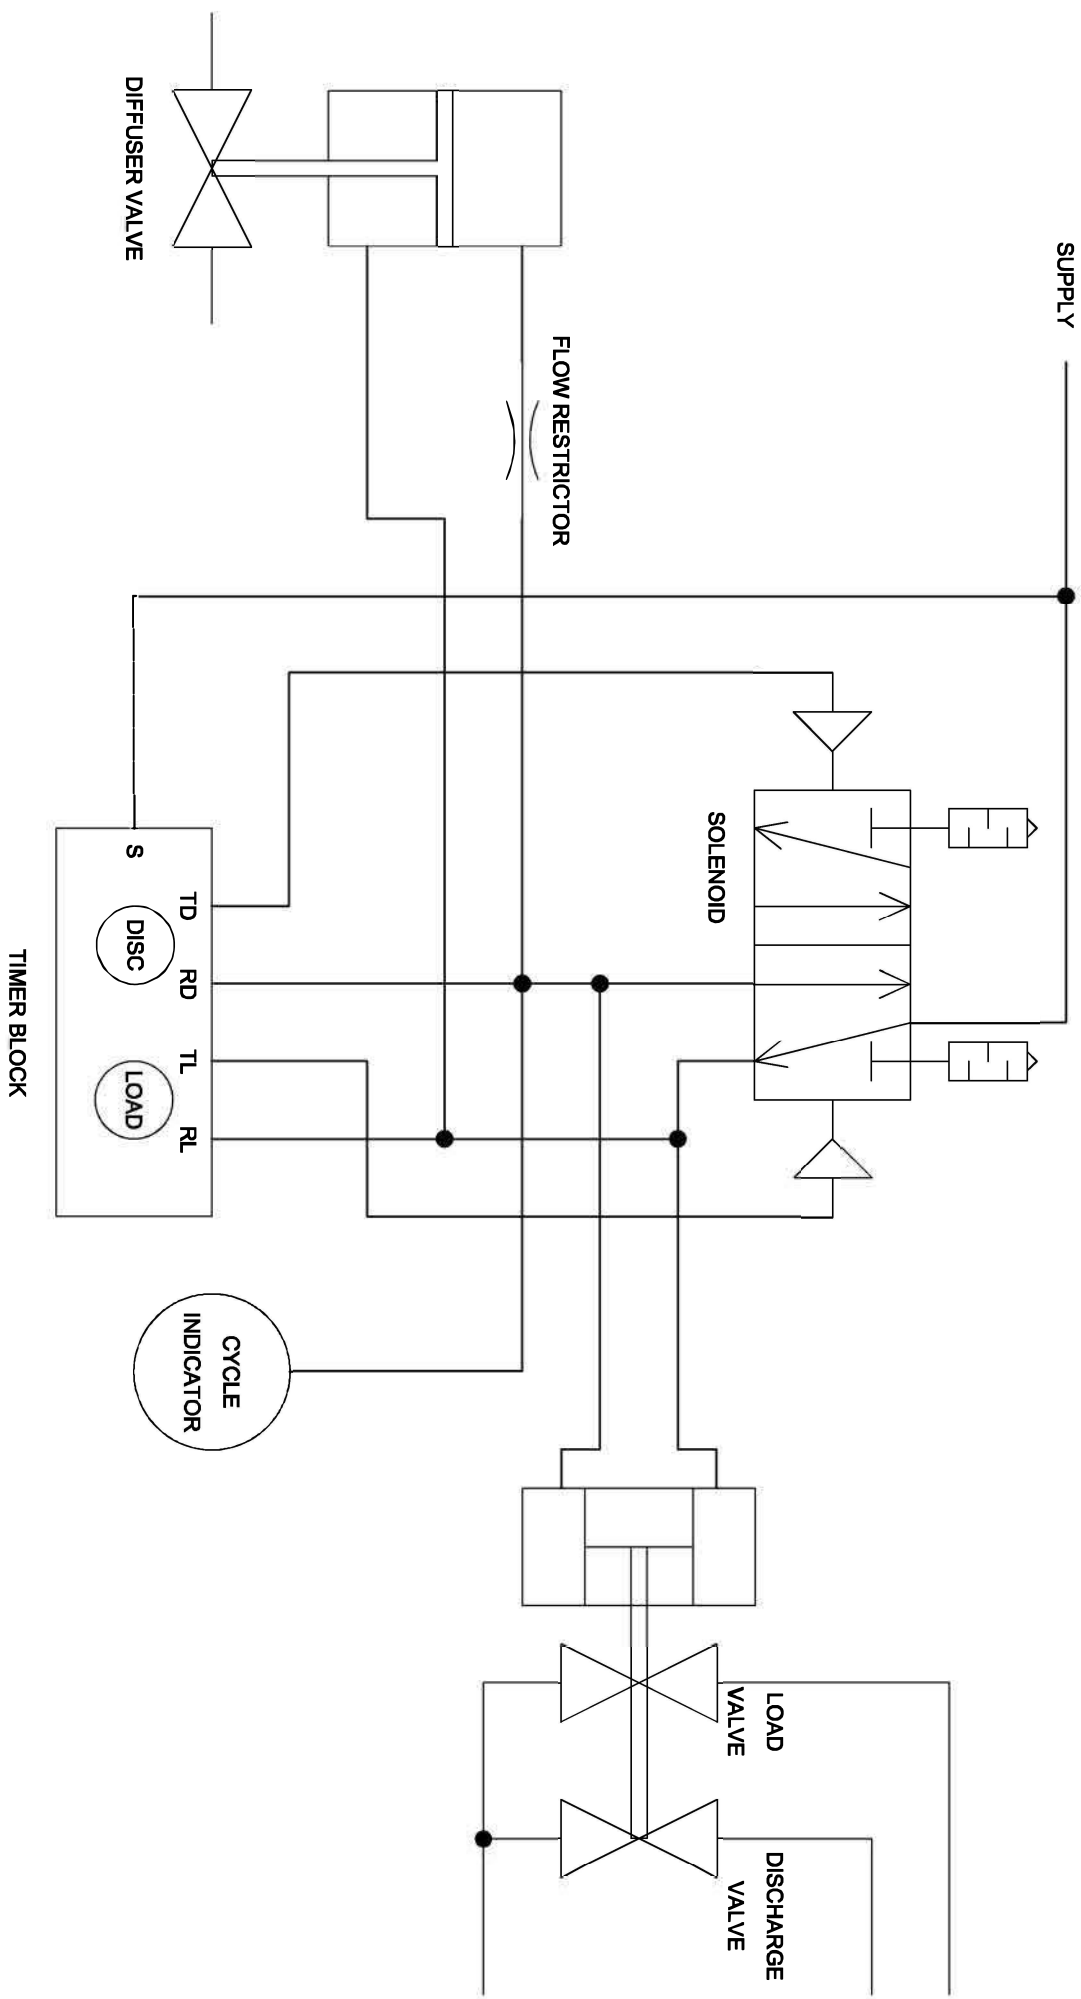 SUPPLY
DIFFUSER VALVE
FLOW RESTRICTOR
SOLENOID
S
TD
DISC
RD
TL
LOAD
RL
TIMER BLOCK
CYCLE
INDICATOR
LOAD
VALVE
DISCHARGE
VALVE